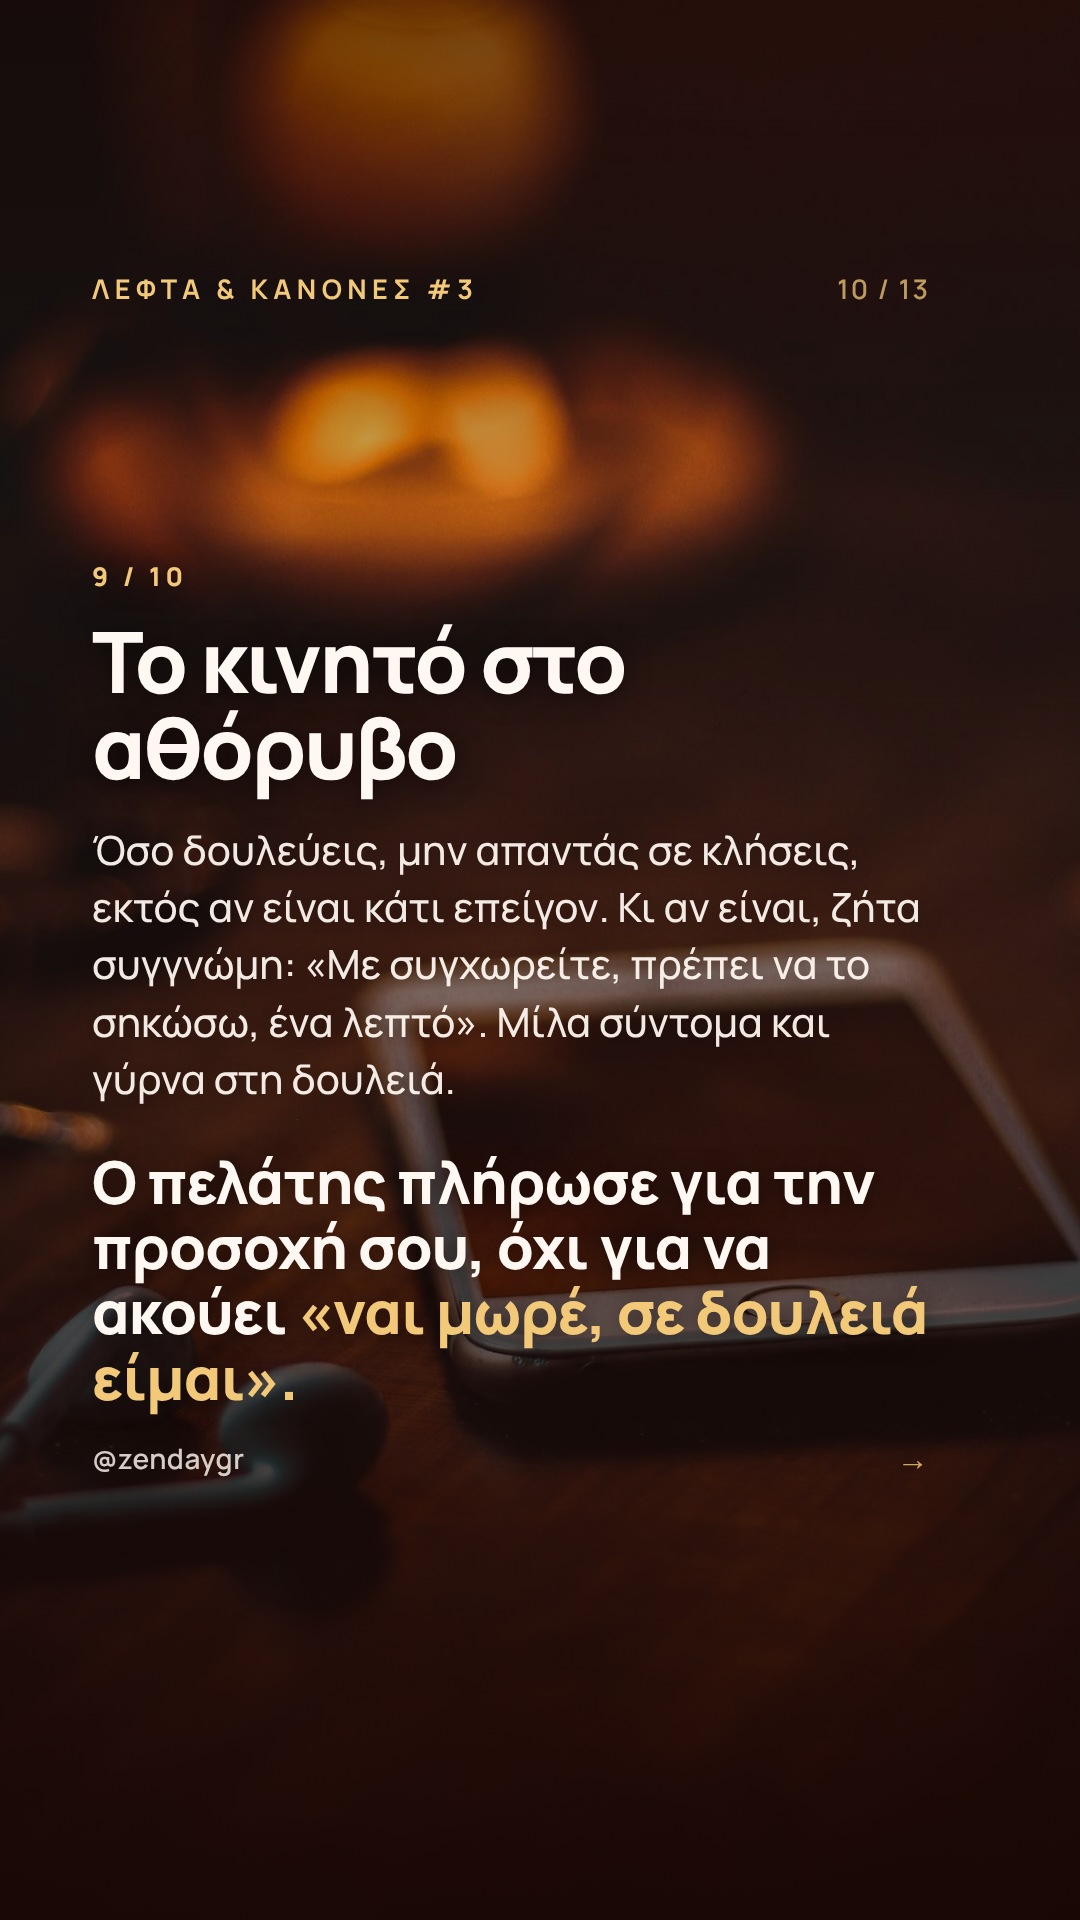 ΛΕΦΤΑ & ΚΑΝΟΝΕΣ #3
10 / 13
9 / 10
Το κινητό στο
αθόρυβο
Όσο δουλεύεις, μην απαντάς σε κλήσεις,
εκτός αν είναι κάτι επείγον. Κι αν είναι, ζήτα
συγγνώμη: «Με συγχωρείτε, πρέπει να το
σηκώσω, ένα λεπτό». Μίλα σύντομα και
γύρνα στη δουλειά.
Ο πελάτης πλήρωσε για την
προσοχή σου, όχι για να
ακούει «ναι μωρέ, σε δουλειά
είμαι».
@zendaygr
→